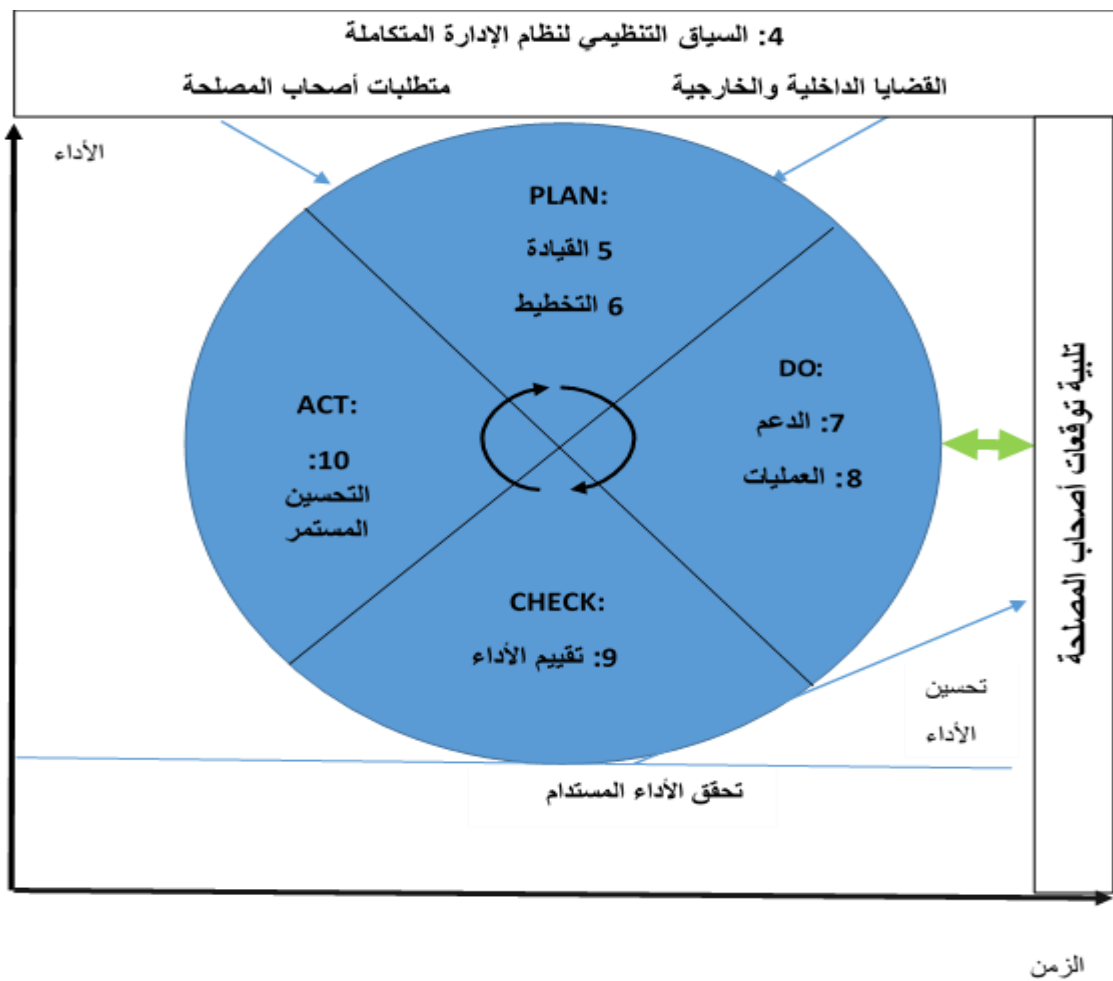 4: السياق التنظيمي لنظام الإدارة المتكاملة
القضايا الداخلية والخارجية
متطلبات أصحاب المصلحة
الأداء
PLAN:
5 القيادة
6 التخطيط
DO:
7: الدعم
8: العمليات
ACT:
10:
التحسين
المستمر
CHECK:
9: تقييم الأداء
تلبية توقعات أصحاب المصلحة
تحسين
الأداء
تحقق الأداء المستدام
الزمن